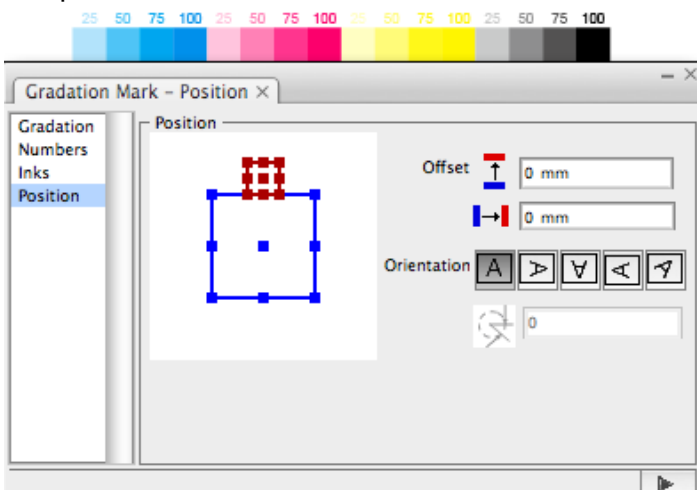 25 50 75 100 25 50 75 100 25 50 75 100 25 50 75 100
Gradation Mark – Position ×
Gradation
Numbers
Inks
Position
Position
Offset 0 mm
0 mm
Orientation A A A A A
0